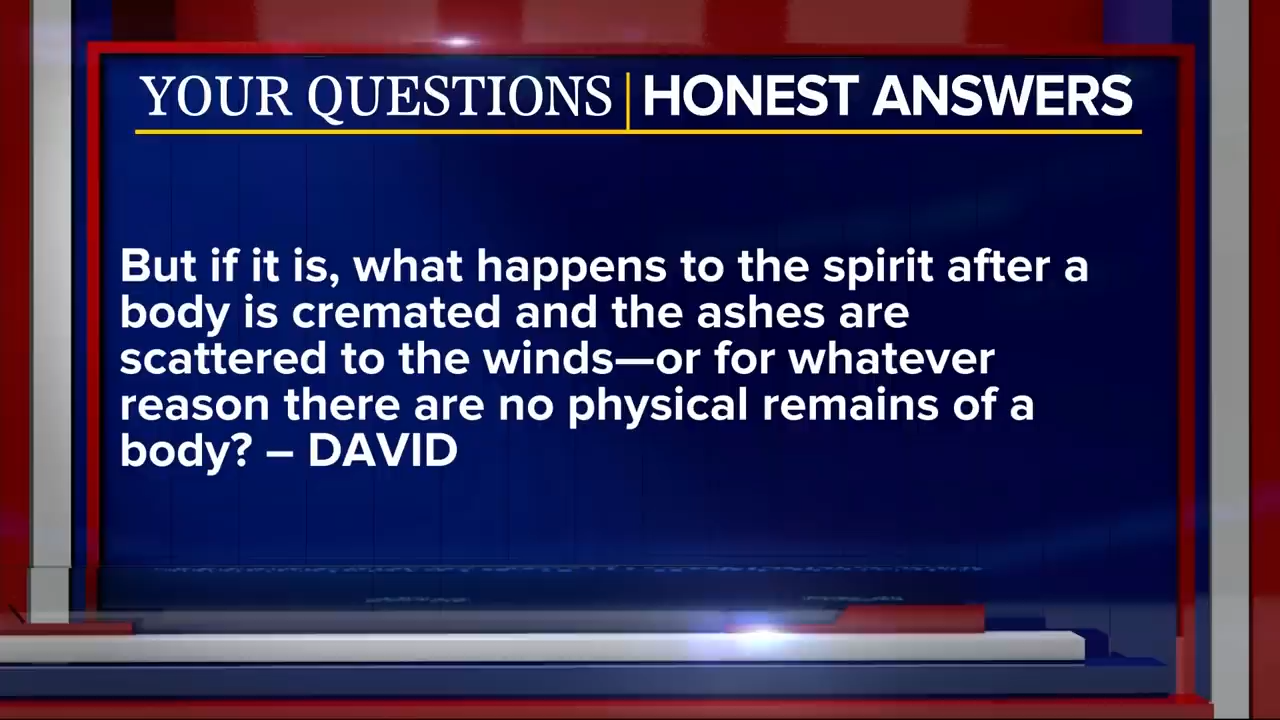 YOUR QUESTIONS | HONEST ANSWERS
But if it is, what happens to the spirit after a
body is cremated and the ashes are
scattered to the winds—or for whatever
reason there are no physical remains of a
body? – DAVID